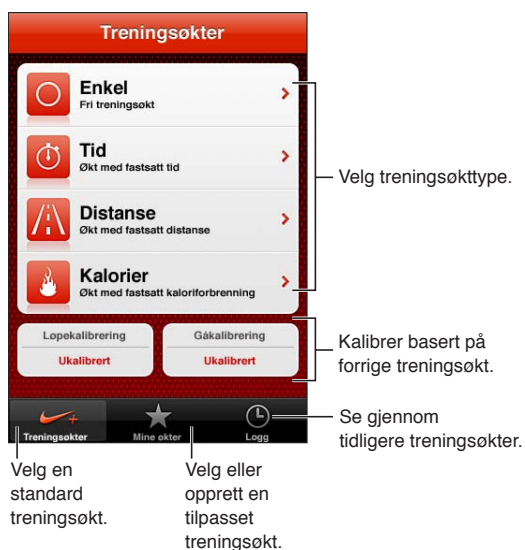 Treningsøkter
Enkel
Fri treningsøkt
Tid
Økt med fastsatt tid
Distanse
Økt med fastsatt distanse
Kalorier
Økt med fastsatt kaloriforbrenning
Løpekalibrering
Ukalibrert
Gåkalibrering
Ukalibrert
Treningsøkter
Mine økter
Logg
Velg treningsøkttype.
Kalibrer basert på
forrige treningsøkt.
Se gjennom
tidligere treningsøkter.
Velg en
standard
treningsøkt.
Velg eller
opprett en
tilpasset
treningsøkt.